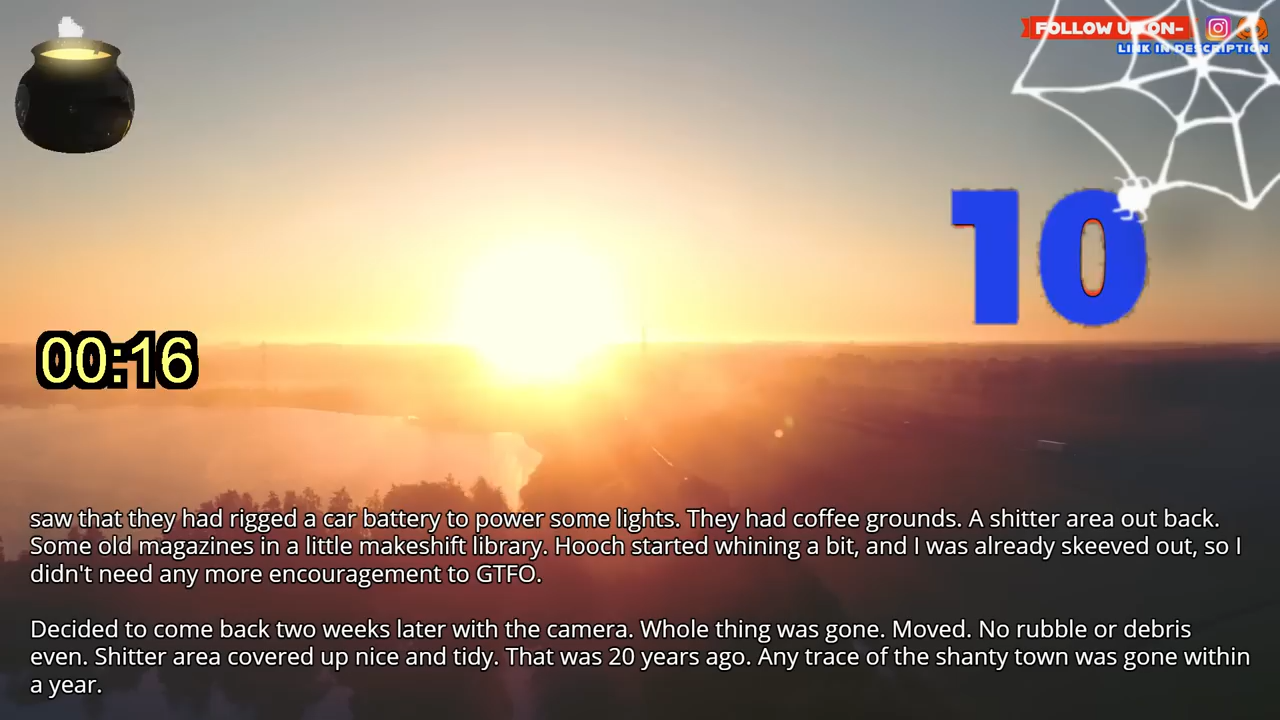 FOLLOW US ON-
LINK IN DESCRIPTION
10
00:16
saw that they had rigged a car battery to power some lights. They had coffee grounds. A shitter area out back.
Some old magazines in a little makeshift library. Hooch started whining a bit, and I was already skeeved out, so I
didn't need any more encouragement to GTFO.
Decided to come back two weeks later with the camera. Whole thing was gone. Moved. No rubble or debris
even. Shitter area covered up nice and tidy. That was 20 years ago. Any trace of the shanty town was gone within
a year.